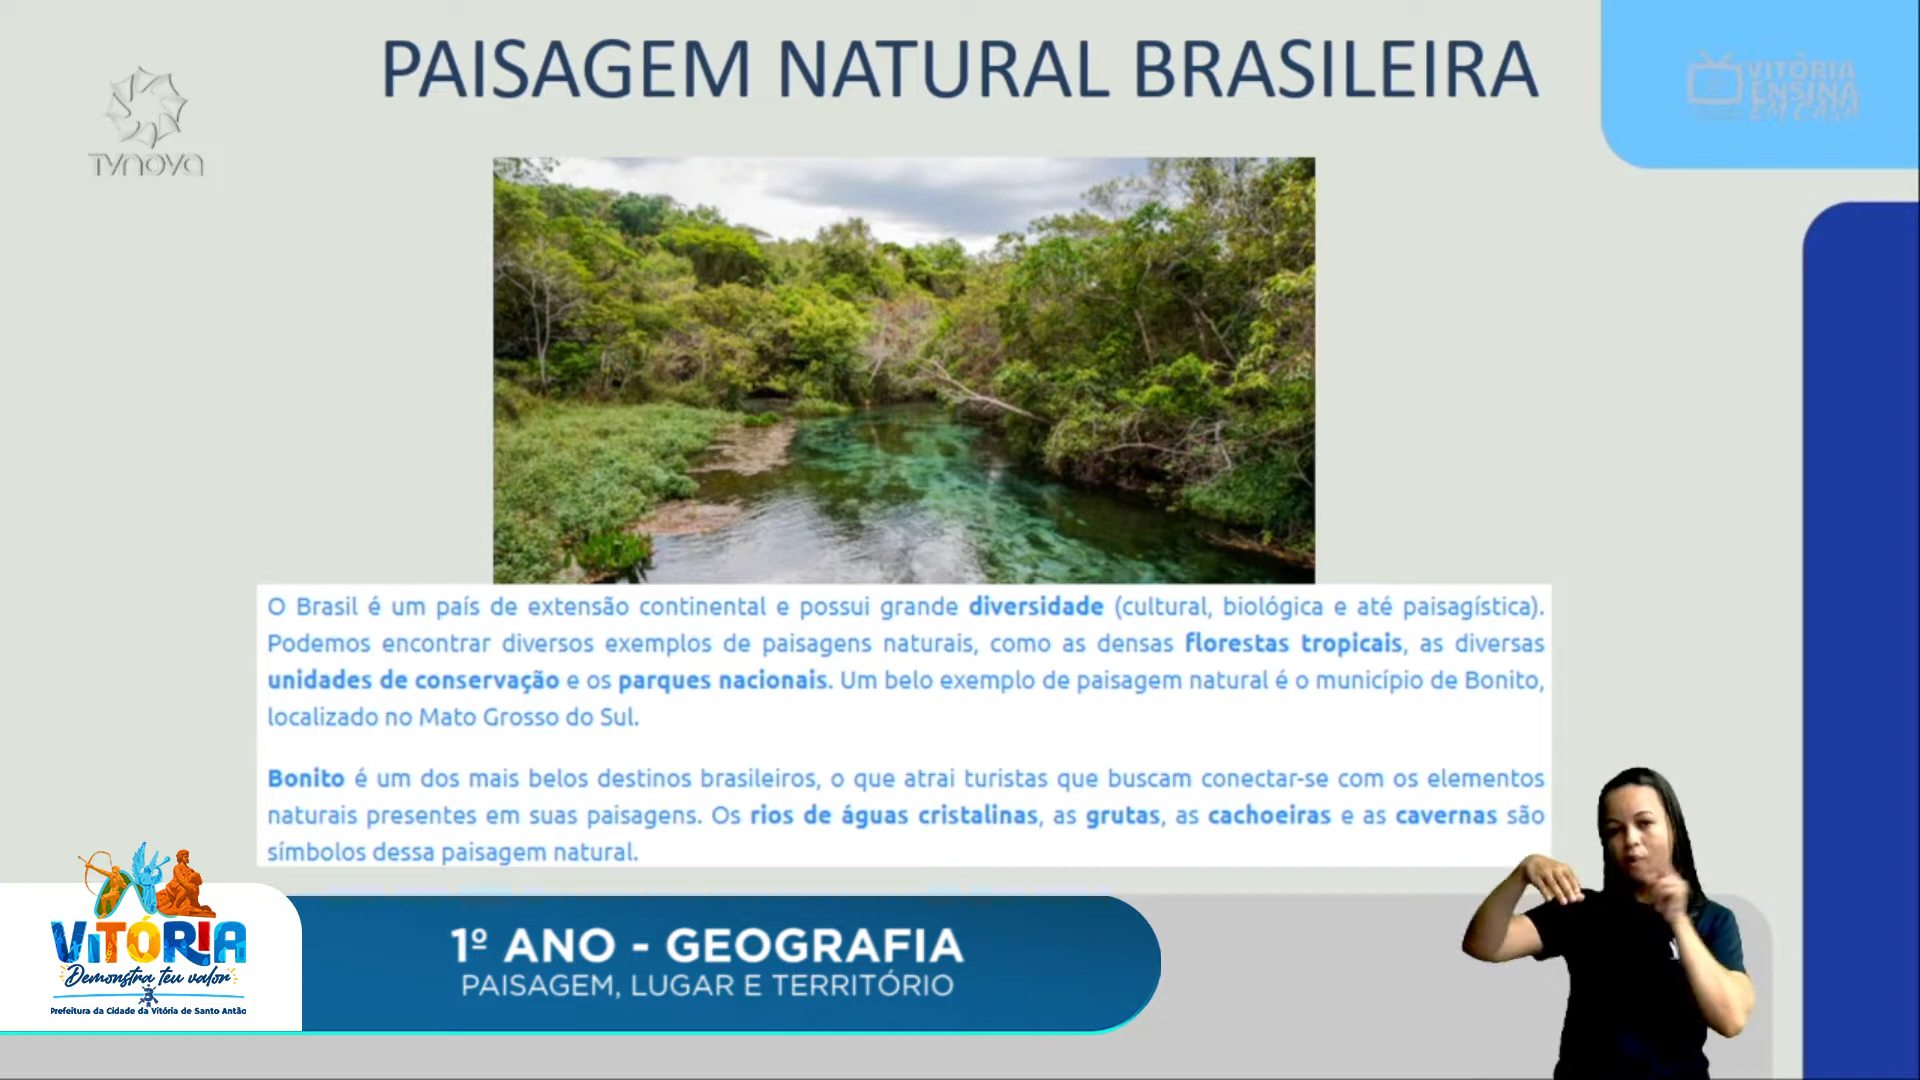 PAISAGEM NATURAL BRASILEIRA
TVNOVA
VITÓRIA
ENSINA
EM CASA
O Brasil é um país de extensão continental e possui grande diversidade (cultural, biológica e até paisagística).
Podemos encontrar diversos exemplos de paisagens naturais, como as densas florestas tropicais, as diversas
unidades de conservação e os parques nacionais. Um belo exemplo de paisagem natural é o município de Bonito,
localizado no Mato Grosso do Sul.
Bonito é um dos mais belos destinos brasileiros, o que atrai turistas que buscam conectar-se com os elementos
naturais presentes em suas paisagens. Os rios de águas cristalinas, as grutas, as cachoeiras e as cavernas são
símbolos dessa paisagem natural.
VITÓRIA
Demonstra teu valor
Prefeitura da Cidade da Vitória de Santo Antão
1º ANO - GEOGRAFIA
PAISAGEM, LUGAR E TERRITÓRIO